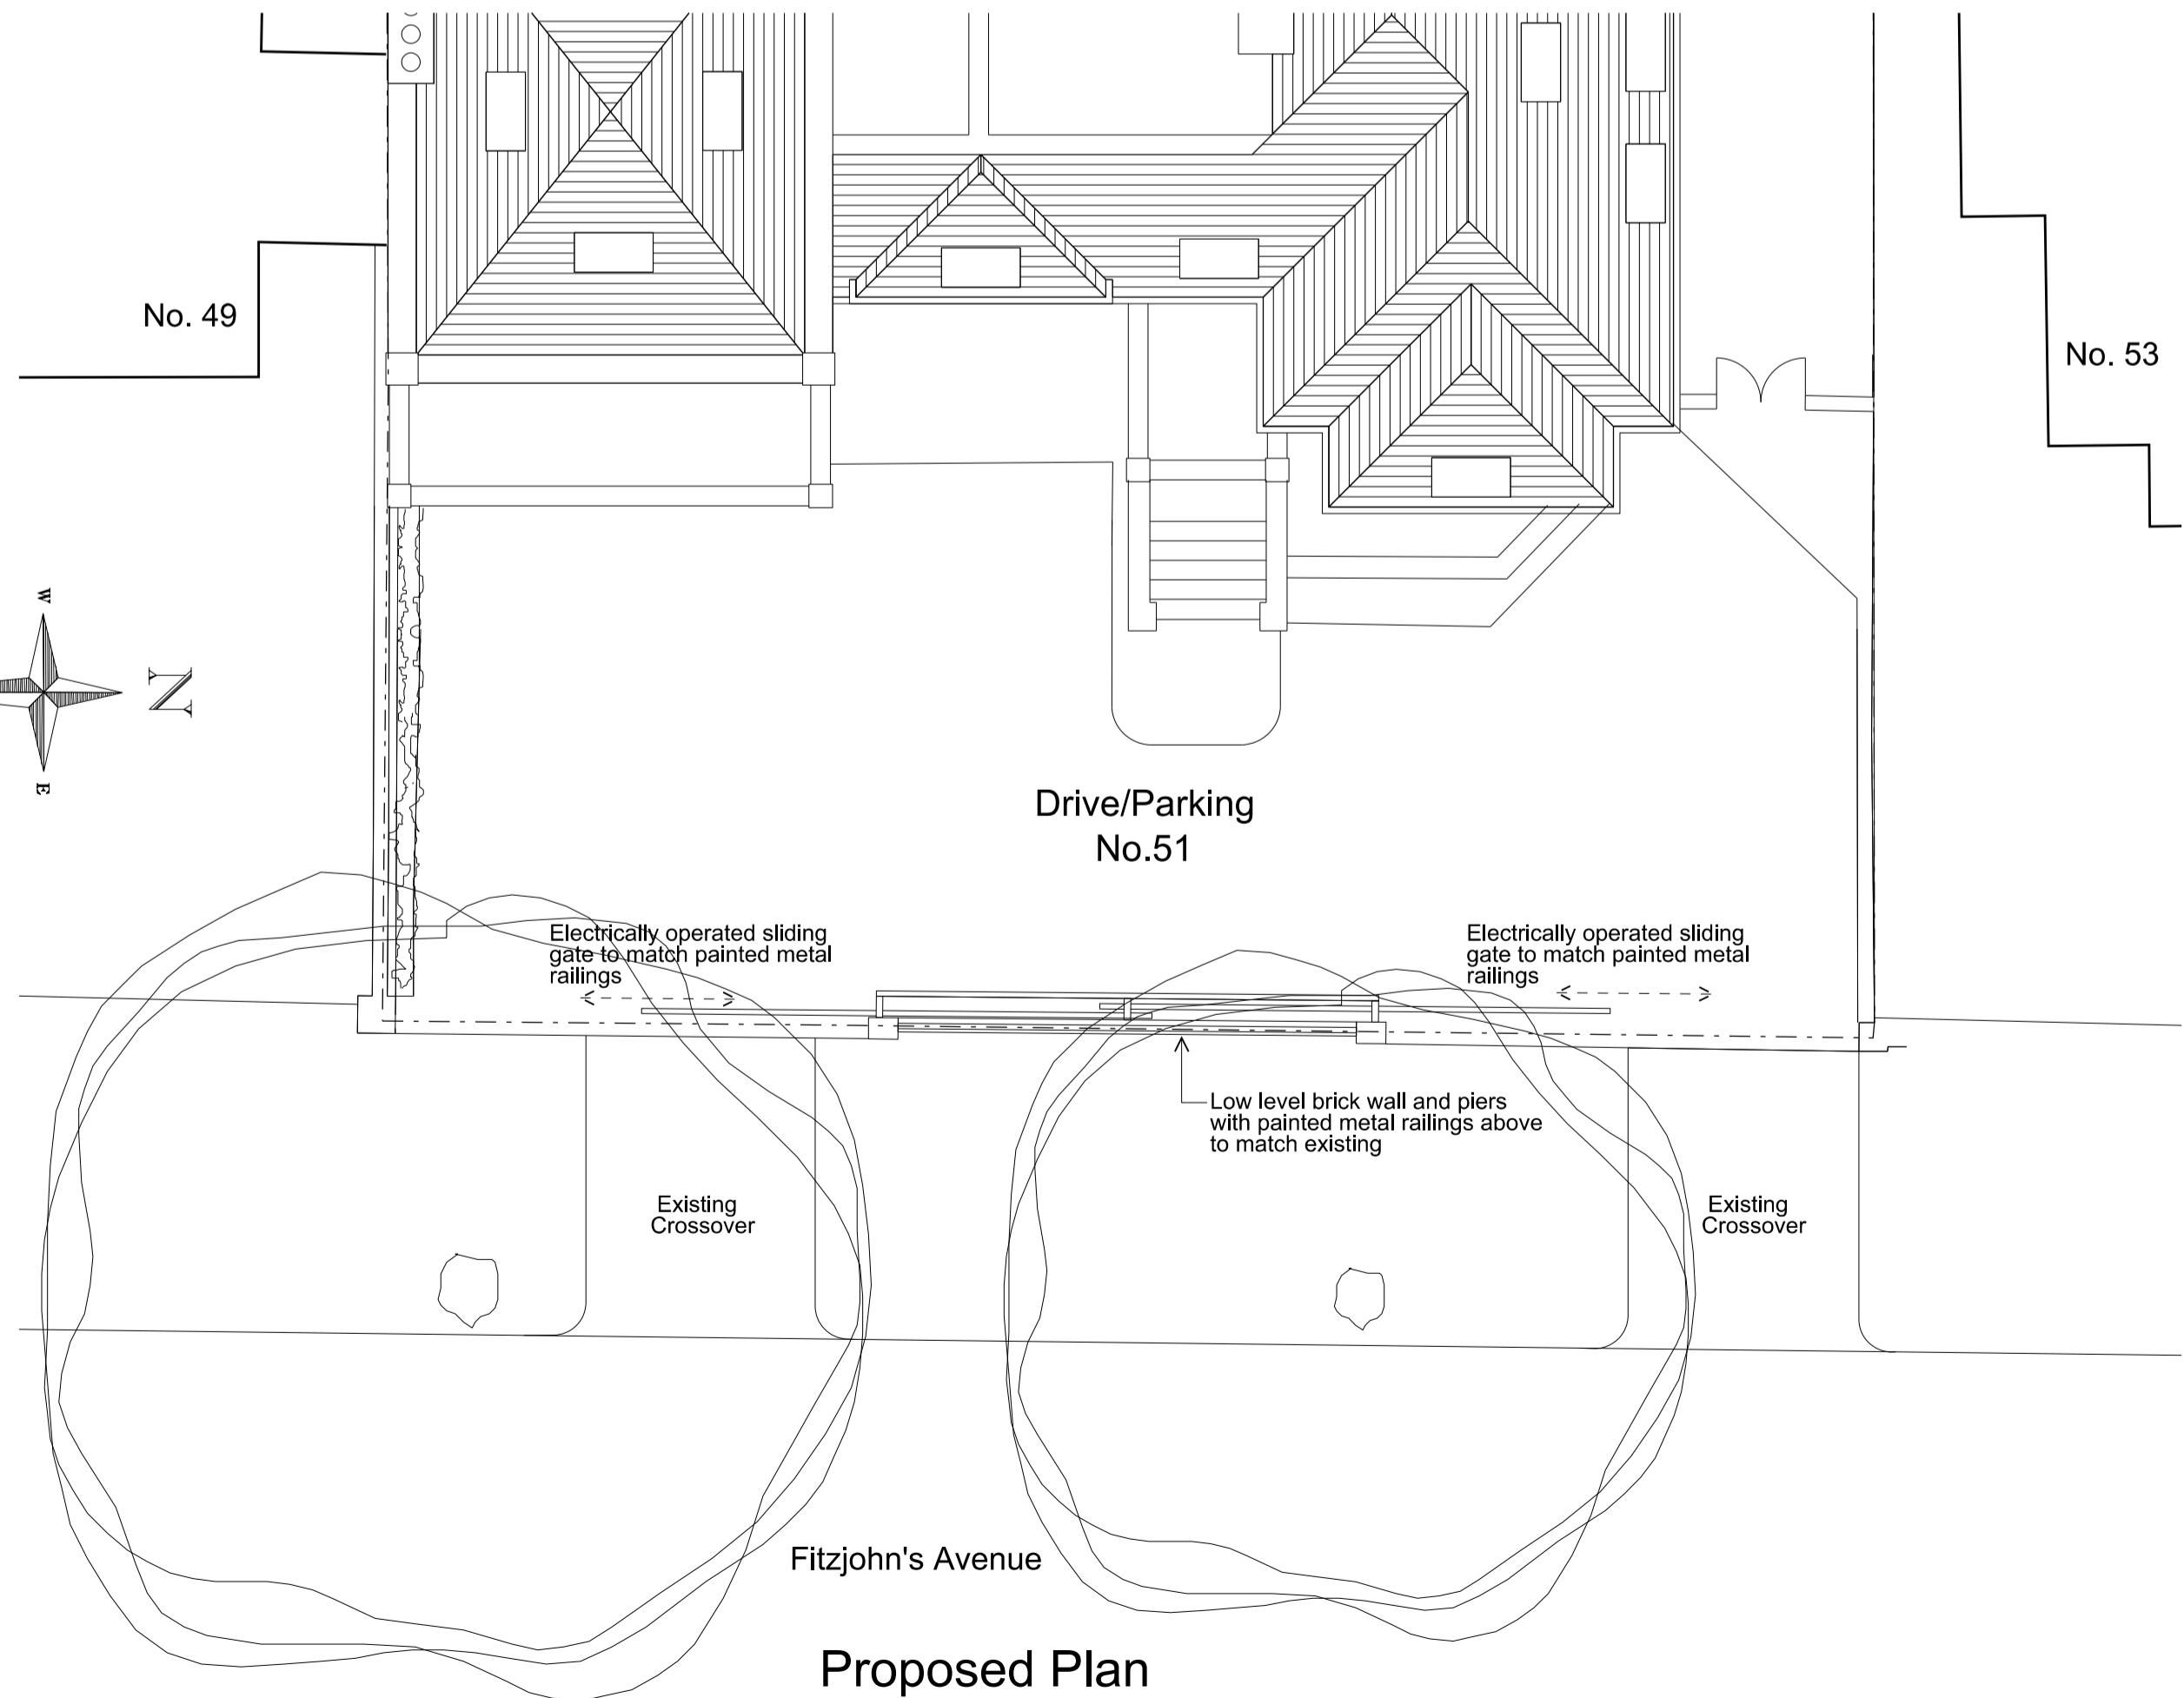 No. 49
No. 53
W
N
E
Drive/Parking
No.51
Electrically operated sliding
gate to match painted metal
railings
Electrically operated sliding
gate to match painted metal
railings
Low level brick wall and piers
with painted metal railings above
to match existing
Existing
Crossover
Existing
Crossover
Fitzjohn's Avenue
Proposed Plan